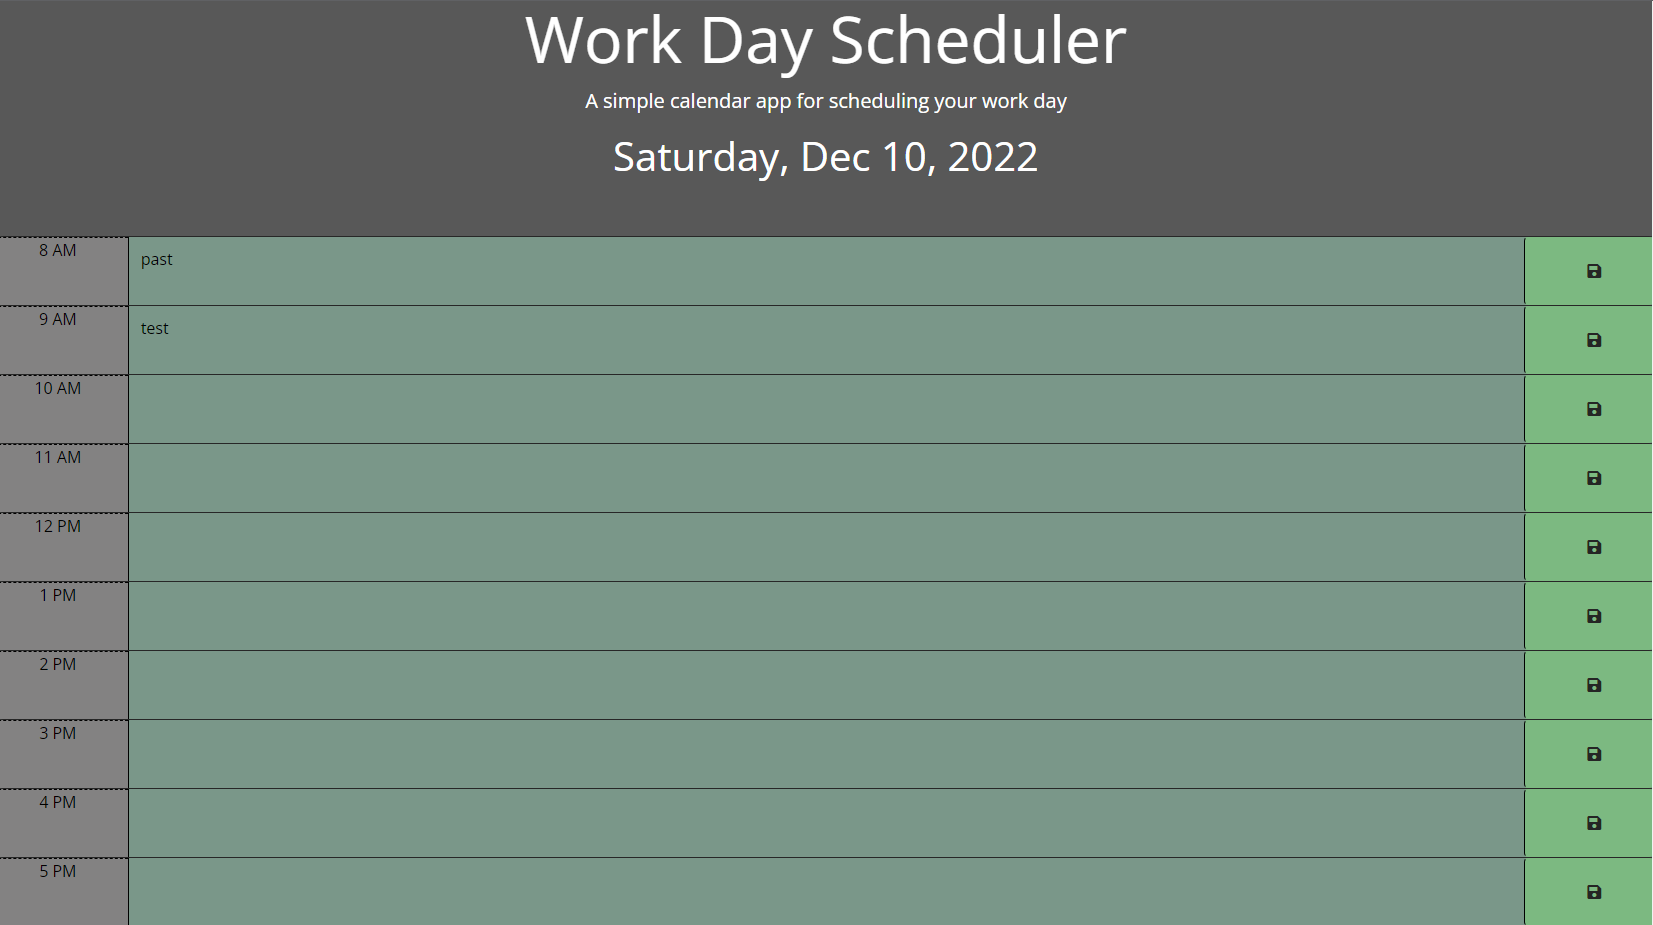 Work Day Scheduler
A simple calendar app for scheduling your work day
Saturday, Dec 10, 2022
8 AM
past
9 AM
test
10 AM
11 AM
12 PM
1 PM
2 PM
3 PM
4 PM
5 PM